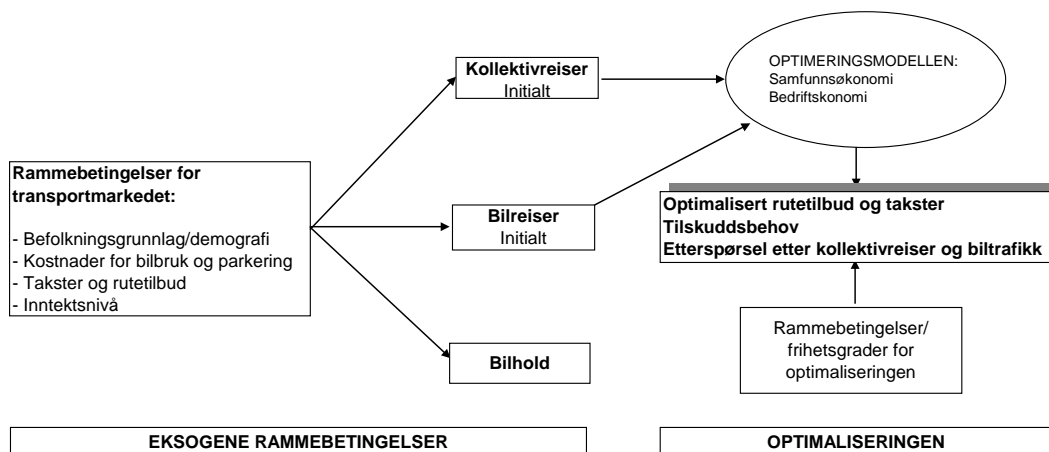 Kollektivreiser
Initialt
OPTIMERINGSMODELLEN:
Samfunnsøkonomi
Bedriftskonomi
Rammebetingelser for
transportmarkedet:
- Befolkningsgrunnlag/demografi
- Kostnader for bilbruk og parkering
- Takster og rutetilbud
- Inntektsnivå
Bilreiser
Initialt
Optimalisert rutetilbud og takster
Tilskuddsbehov
Etterspørsel etter kollektivreiser og biltrafikk
Bilhold
Rammebetingelser/
frihetsgrader for
optimaliseringen
EKSOGENE RAMMEBETINGELSER
OPTIMALISERINGEN